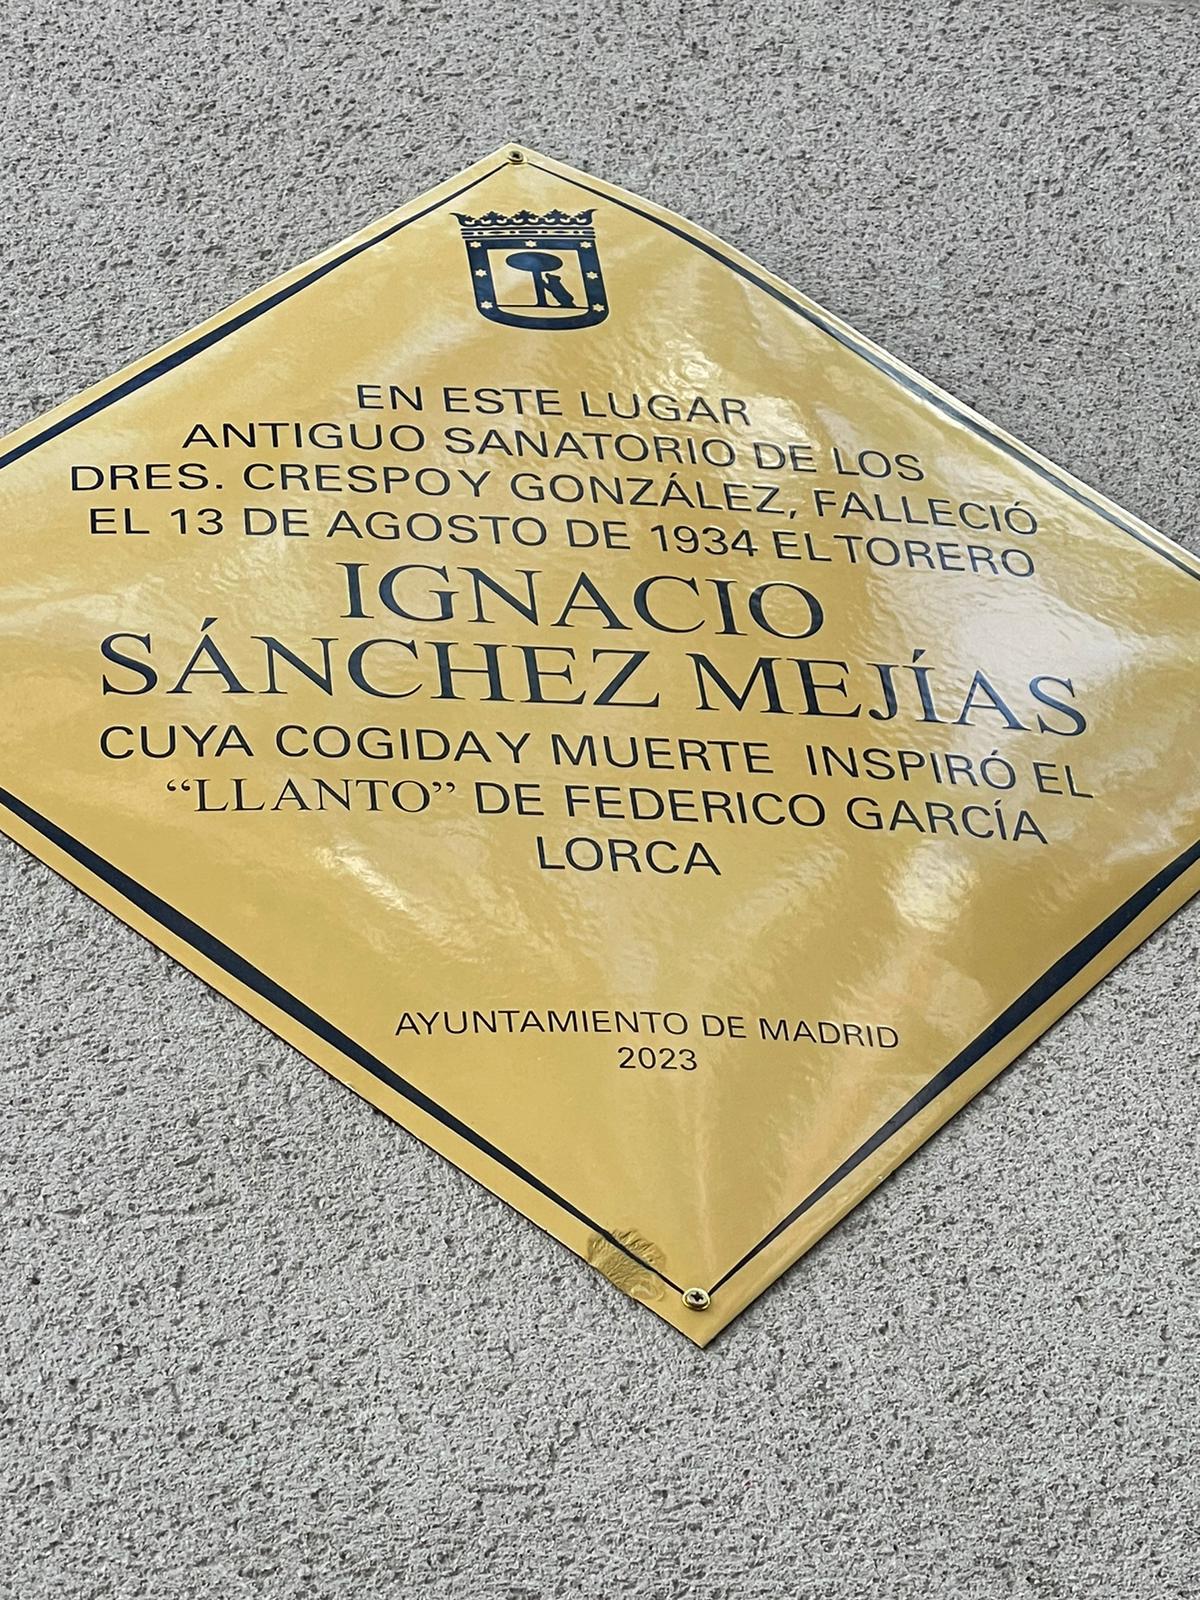 EN ESTE LUGAR
ANTIGUO SANATORIO DE LOS
DRES. CRESPO Y GONZÁLEZ, FALLECIÓ
EL 13 DE AGOSTO DE 1934 EL TORERO
IGNACIO
SÁNCHEZ MEJÍAS
CUYA COGIDA Y MUERTE INSPIRÓ EL
“LLANTO” DE FEDERICO GARCÍA
LORCA
AYUNTAMIENTO DE MADRID
2023